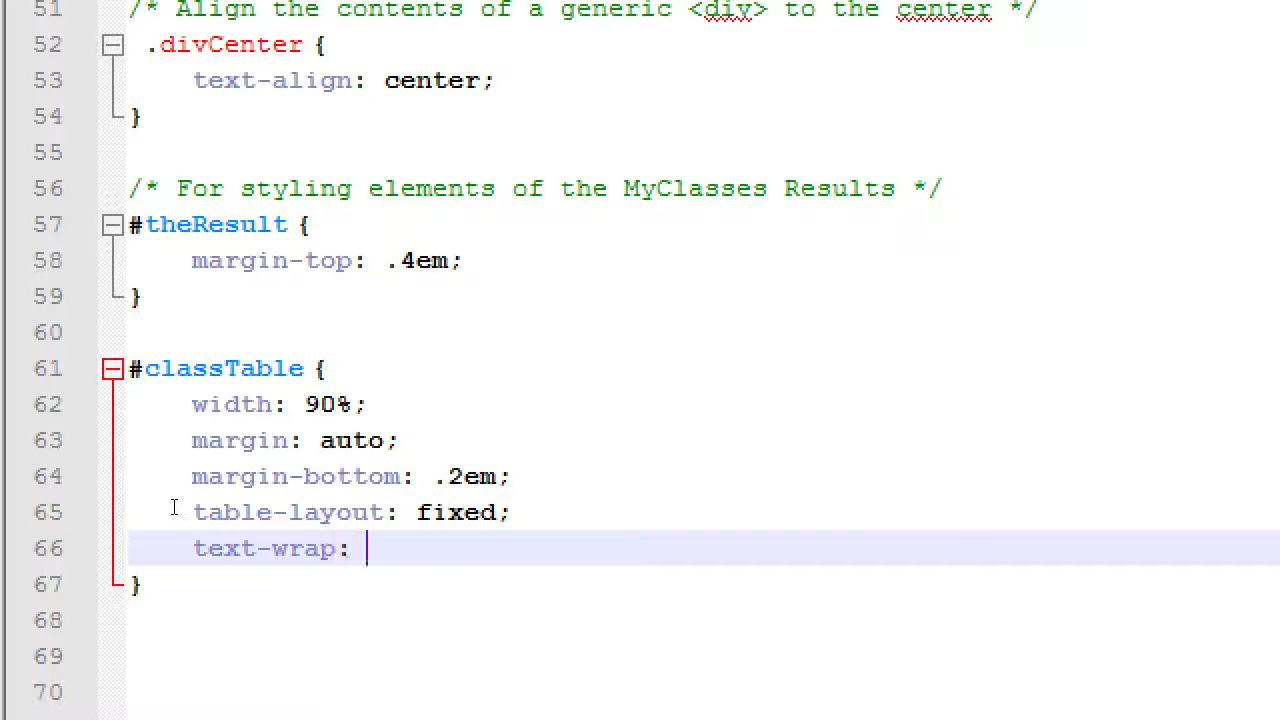 51 /* Align the contents of a generic <div> to the center */
52 .divCenter {
53 text-align: center;
54 }
55
56 /* For styling elements of the MyClasses Results */
57 #theResult {
58 margin-top: .4em;
59 }
60
61 #classTable {
62 width: 90%;
63 margin: auto;
64 margin-bottom: .2em;
65 table-layout: fixed;
66 text-wrap:
67 }
68
69
70